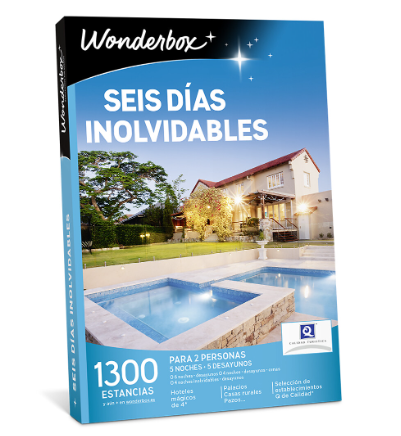 Wonderbox
SEIS DÍAS
INOLVIDABLES
Wonderbox
+ SEIS DÍAS INOLVIDABLES
Q
1300
ESTANCIAS
PARA 2 PERSONAS
5 NOCHES • 5 DESAYUNOS
Hoteles
mágicos
de 4*
Palacios
Casas rurales
Pazos...
Selección de
establecimientos
Q de Calidad*